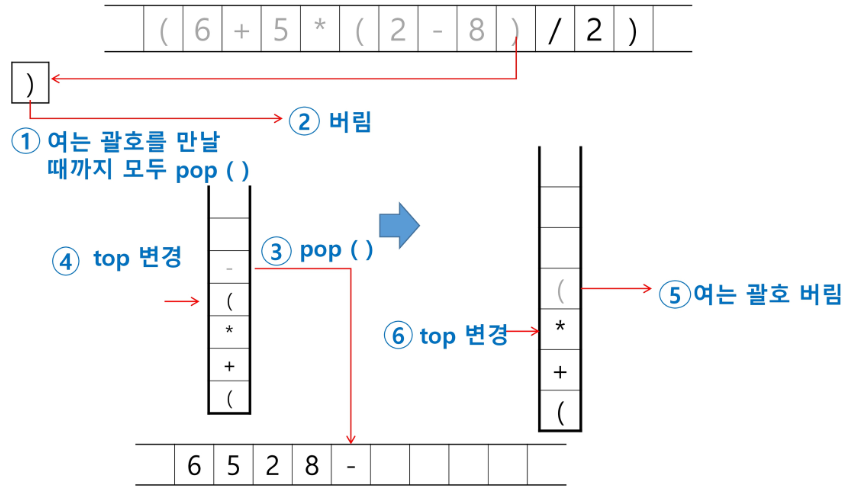 ( 6 + 5 * ( 2 - 8 ) / 2 )
)
② 버림
① 여는 괄호를 만날
때까지 모두 pop ( )
④ top 변경
③ pop ( )
-
(
*
+
(
(
*
+
(
⑤ 여는 괄호 버림
⑥ top 변경
6 5 2 8 -